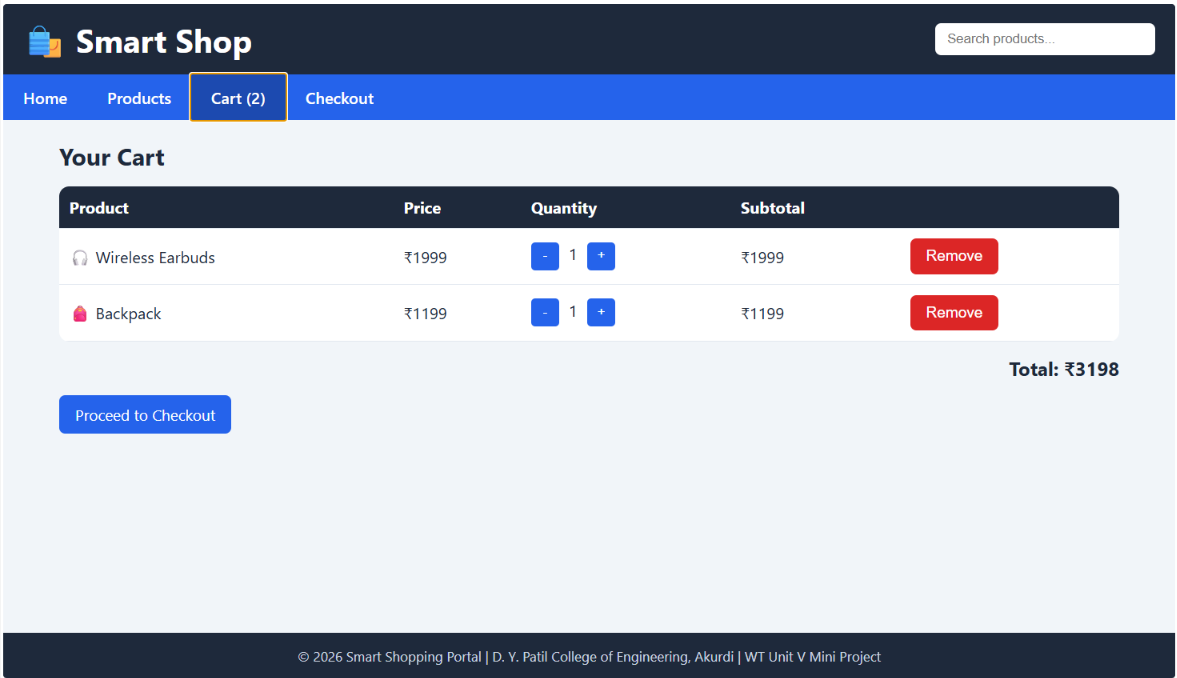 Smart Shop
Search products...
Home Products Cart (2) Checkout
Your Cart
Product Price Quantity Subtotal
Wireless Earbuds ₹1999 - 1 + ₹1999 Remove
Backpack ₹1199 - 1 + ₹1199 Remove
Total: ₹3198
Proceed to Checkout
© 2026 Smart Shopping Portal | D. Y. Patil College of Engineering, Akurdi | WT Unit V Mini Project